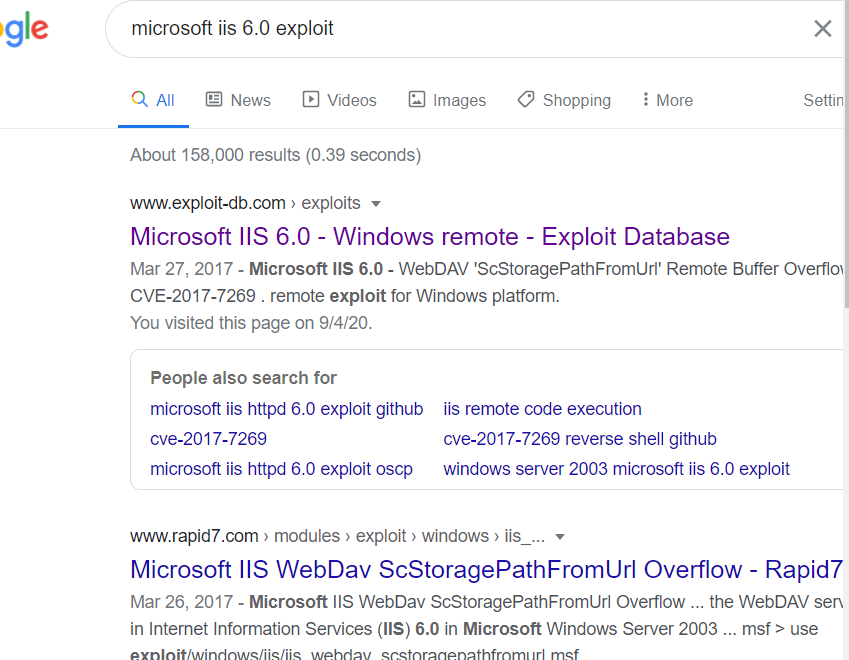 gle
microsoft iis 6.0 exploit
All News Videos Images Shopping More Settin
About 158,000 results (0.39 seconds)
www.exploit-db.com › exploits
Microsoft IIS 6.0 - Windows remote - Exploit Database
Mar 27, 2017 - Microsoft IIS 6.0 - WebDAV 'ScStoragePathFromUrl' Remote Buffer Overflow
CVE-2017-7269 . remote exploit for Windows platform.
You visited this page on 9/4/20.
People also search for
microsoft iis httpd 6.0 exploit github iis remote code execution
cve-2017-7269 cve-2017-7269 reverse shell github
microsoft iis httpd 6.0 exploit oscp windows server 2003 microsoft iis 6.0 exploit
www.rapid7.com › modules › exploit › windows › iis_...
Microsoft IIS WebDav ScStoragePathFromUrl Overflow - Rapid7
Mar 26, 2017 - Microsoft IIS WebDav ScStoragePathFromUrl Overflow ... the WebDAV serv
in Internet Information Services (IIS) 6.0 in Microsoft Windows Server 2003 ... msf > use
exploit/windows/iis/iis_webdav_scstoragepathfromurl msf